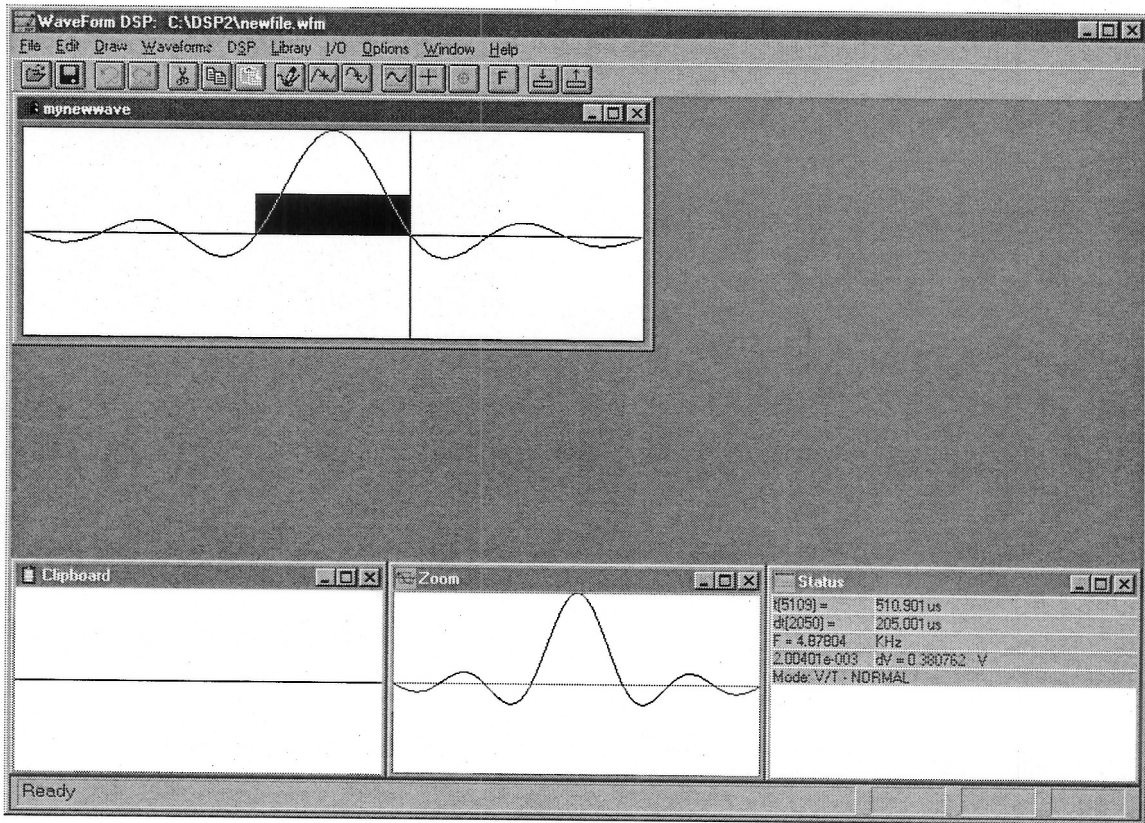 WaveForm DSP: C:\DSP2\newfile.wfm
File Edit Draw Waveforms DSP Library I/O Options Window Help
F
mynewwave
Clipboard
Zoom
Status
t[5109] = 510.901 us
dt[2050] = 205.001 us
F = 4.87804 KHz
2.00401e-003 dV = 0.380762 V
Mode: V/T - NORMAL
Ready